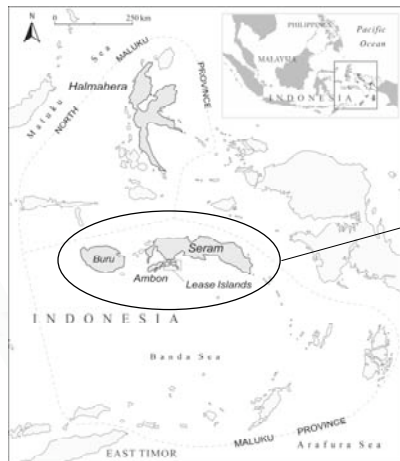 N
0 250 km
PHILIPPINES
Pacific
Ocean
MALAYSIA
INDONESIA
Maluku Sea
NORTH MALUKU PROVINCE
Halmahera
Buru
Seram
Ambon
Lease Islands
INDONESIA
Banda Sea
MALUKU PROVINCE
Arafura Sea
EAST TIMOR